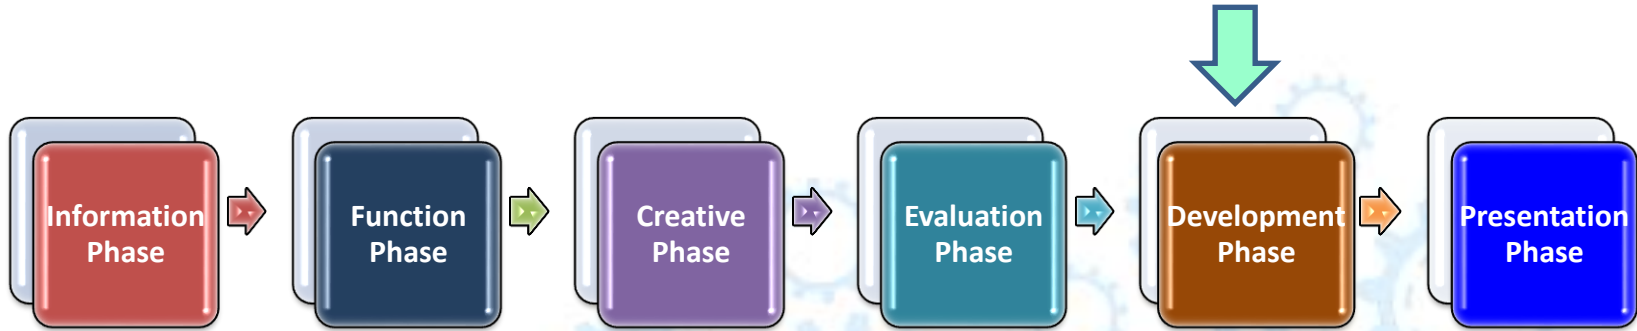 Information
Phase
Function
Phase
Creative
Phase
Evaluation
Phase
Development
Phase
Presentation
Phase